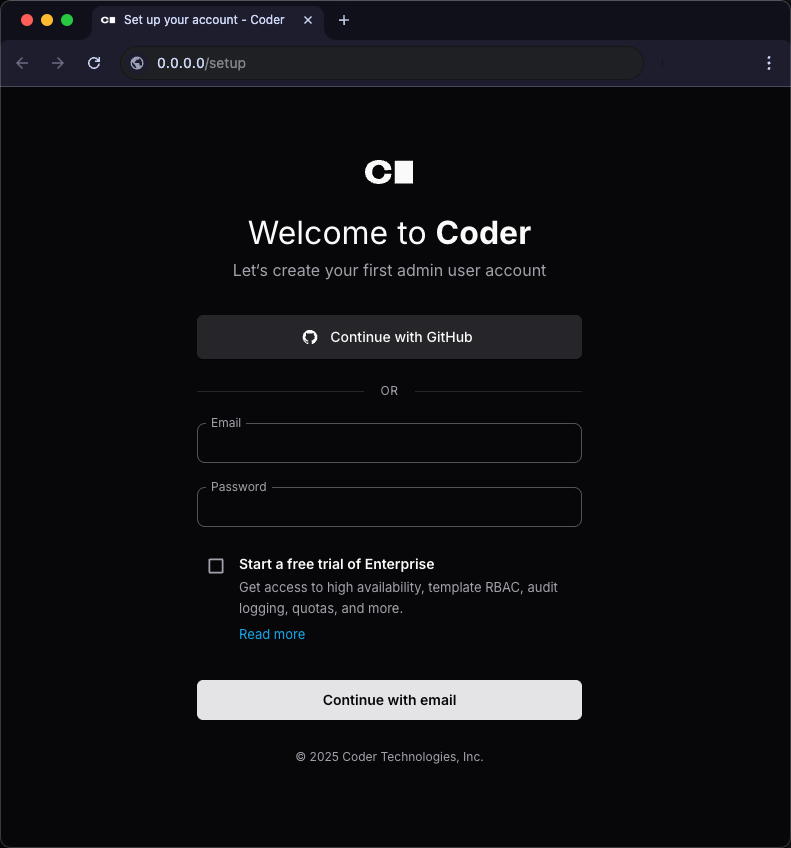 Set up your account - Coder
0.0.0.0/setup
Welcome to Coder
Let's create your first admin user account
Continue with GitHub
OR
Email
Password
Start a free trial of Enterprise
Get access to high availability, template RBAC, audit
logging, quotas, and more.
Read more
Continue with email
© 2025 Coder Technologies, Inc.